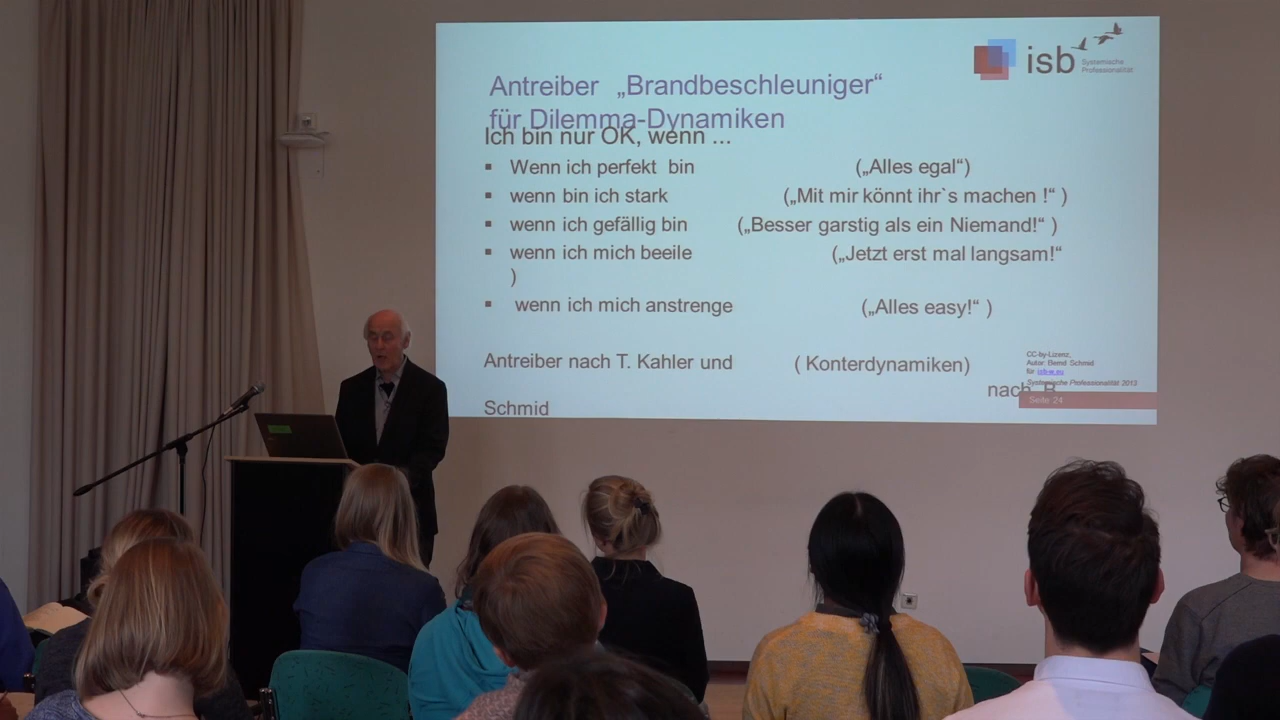 isb
Systemische
Professionalität
Antreiber „Brandbeschleuniger“
für Dilemma-Dynamiken
Ich bin nur OK, wenn ...
▪ Wenn ich perfekt bin („Alles egal“)
▪ wenn bin ich stark („Mit mir könnt ihr`s machen !“ )
▪ wenn ich gefällig bin („Besser garstig als ein Niemand!“ )
▪ wenn ich mich beeile („Jetzt erst mal langsam!“
)
▪ wenn ich mich anstrenge („Alles easy!“ )
Antreiber nach T. Kahler und ( Konterdynamiken)
nach B.
Schmid
CC-by-Lizenz,
Autor: Bernd Schmid
für isb-w.eu
Systemische Professionalität 2013
Seite 24